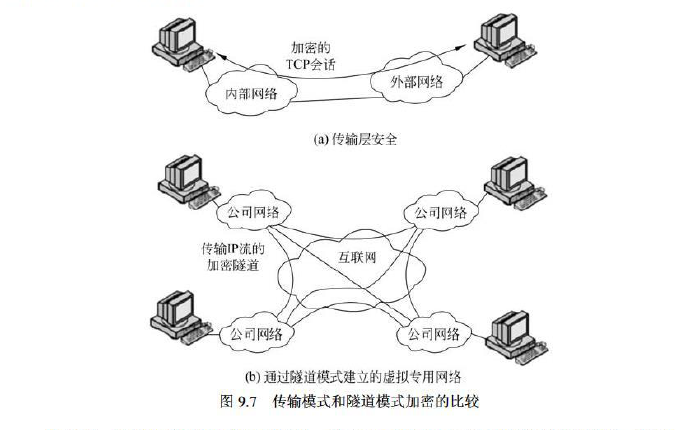 加密的
TCP会话
内部网络
外部网络
(a) 传输层安全
公司网络
公司网络
传输IP流的
加密隧道
互联网
公司网络
公司网络
(b) 通过隧道模式建立的虚拟专用网络
图 9.7 传输模式和隧道模式加密的比较